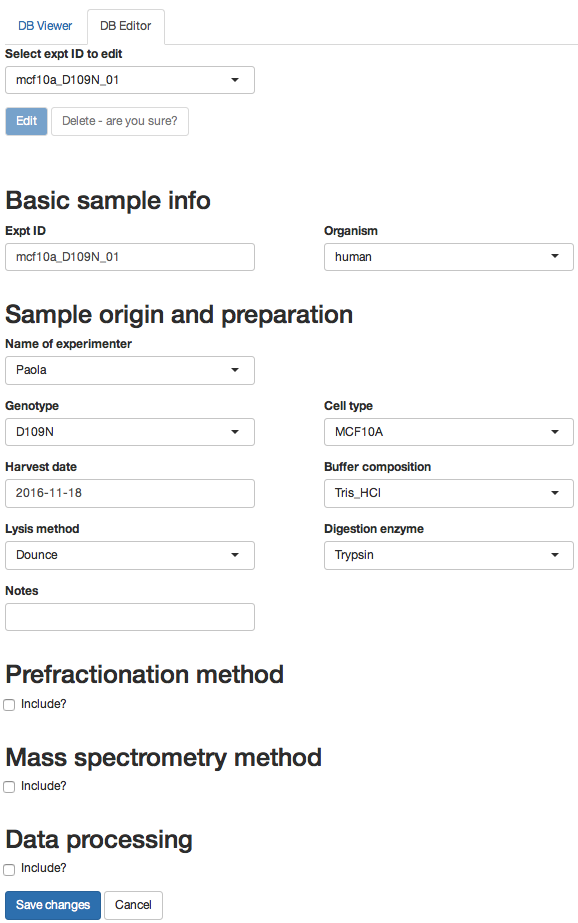 DB Viewer DB Editor
Select expt ID to edit
mcf10a_D109N_01
Edit Delete - are you sure?
Basic sample info
Expt ID Organism
mcf10a_D109N_01 human
Sample origin and preparation
Name of experimenter
Paola
Genotype Cell type
D109N MCF10A
Harvest date Buffer composition
2016-11-18 Tris_HCl
Lysis method Digestion enzyme
Dounce Trypsin
Notes
Prefractionation method
Include?
Mass spectrometry method
Include?
Data processing
Include?
Save changes Cancel